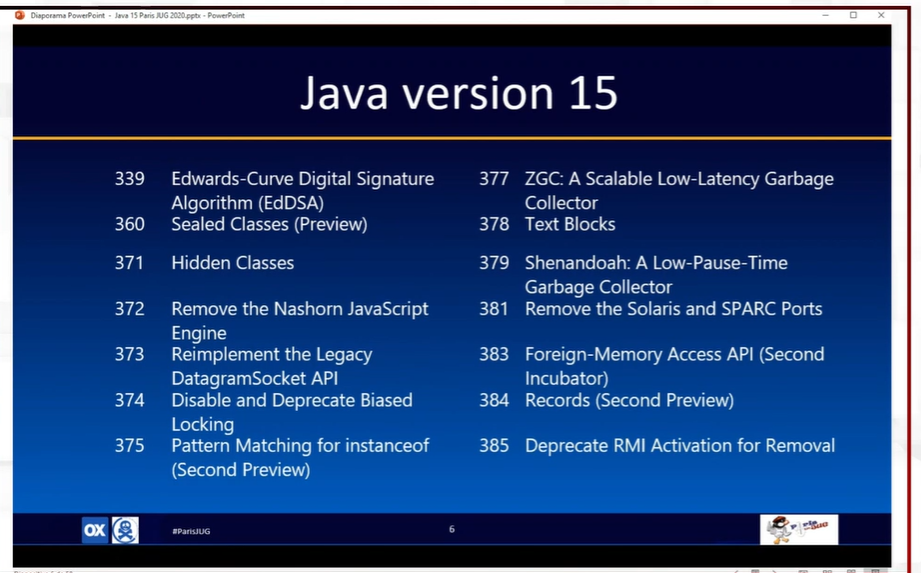 Diaporama PowerPoint - Java 15 Paris JUG 2020.pptx - PowerPoint
Java version 15
339 Edwards-Curve Digital Signature
Algorithm (EdDSA)
360 Sealed Classes (Preview)
371 Hidden Classes
372 Remove the Nashorn JavaScript
Engine
373 Reimplement the Legacy
DatagramSocket API
374 Disable and Deprecate Biased
Locking
375 Pattern Matching for instanceof
(Second Preview)
377 ZGC: A Scalable Low-Latency Garbage
Collector
378 Text Blocks
379 Shenandoah: A Low-Pause-Time
Garbage Collector
381 Remove the Solaris and SPARC Ports
383 Foreign-Memory Access API (Second
Incubator)
384 Records (Second Preview)
385 Deprecate RMI Activation for Removal
OX
#ParisJUG
6